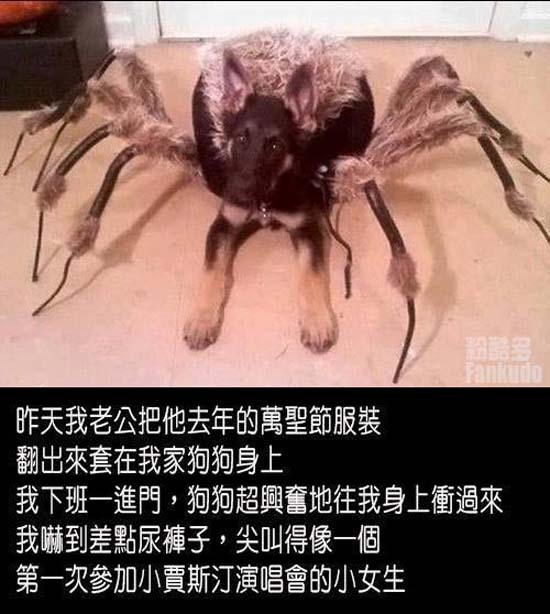 粉酷多
Fankudo
昨天我老公把他去年的萬聖節服裝
翻出來套在我家狗狗身上
我下班一進門，狗狗超興奮地往我身上衝過來
我嚇到差點尿褲子，尖叫得像一個
第一次參加小賈斯汀演唱會的小女生